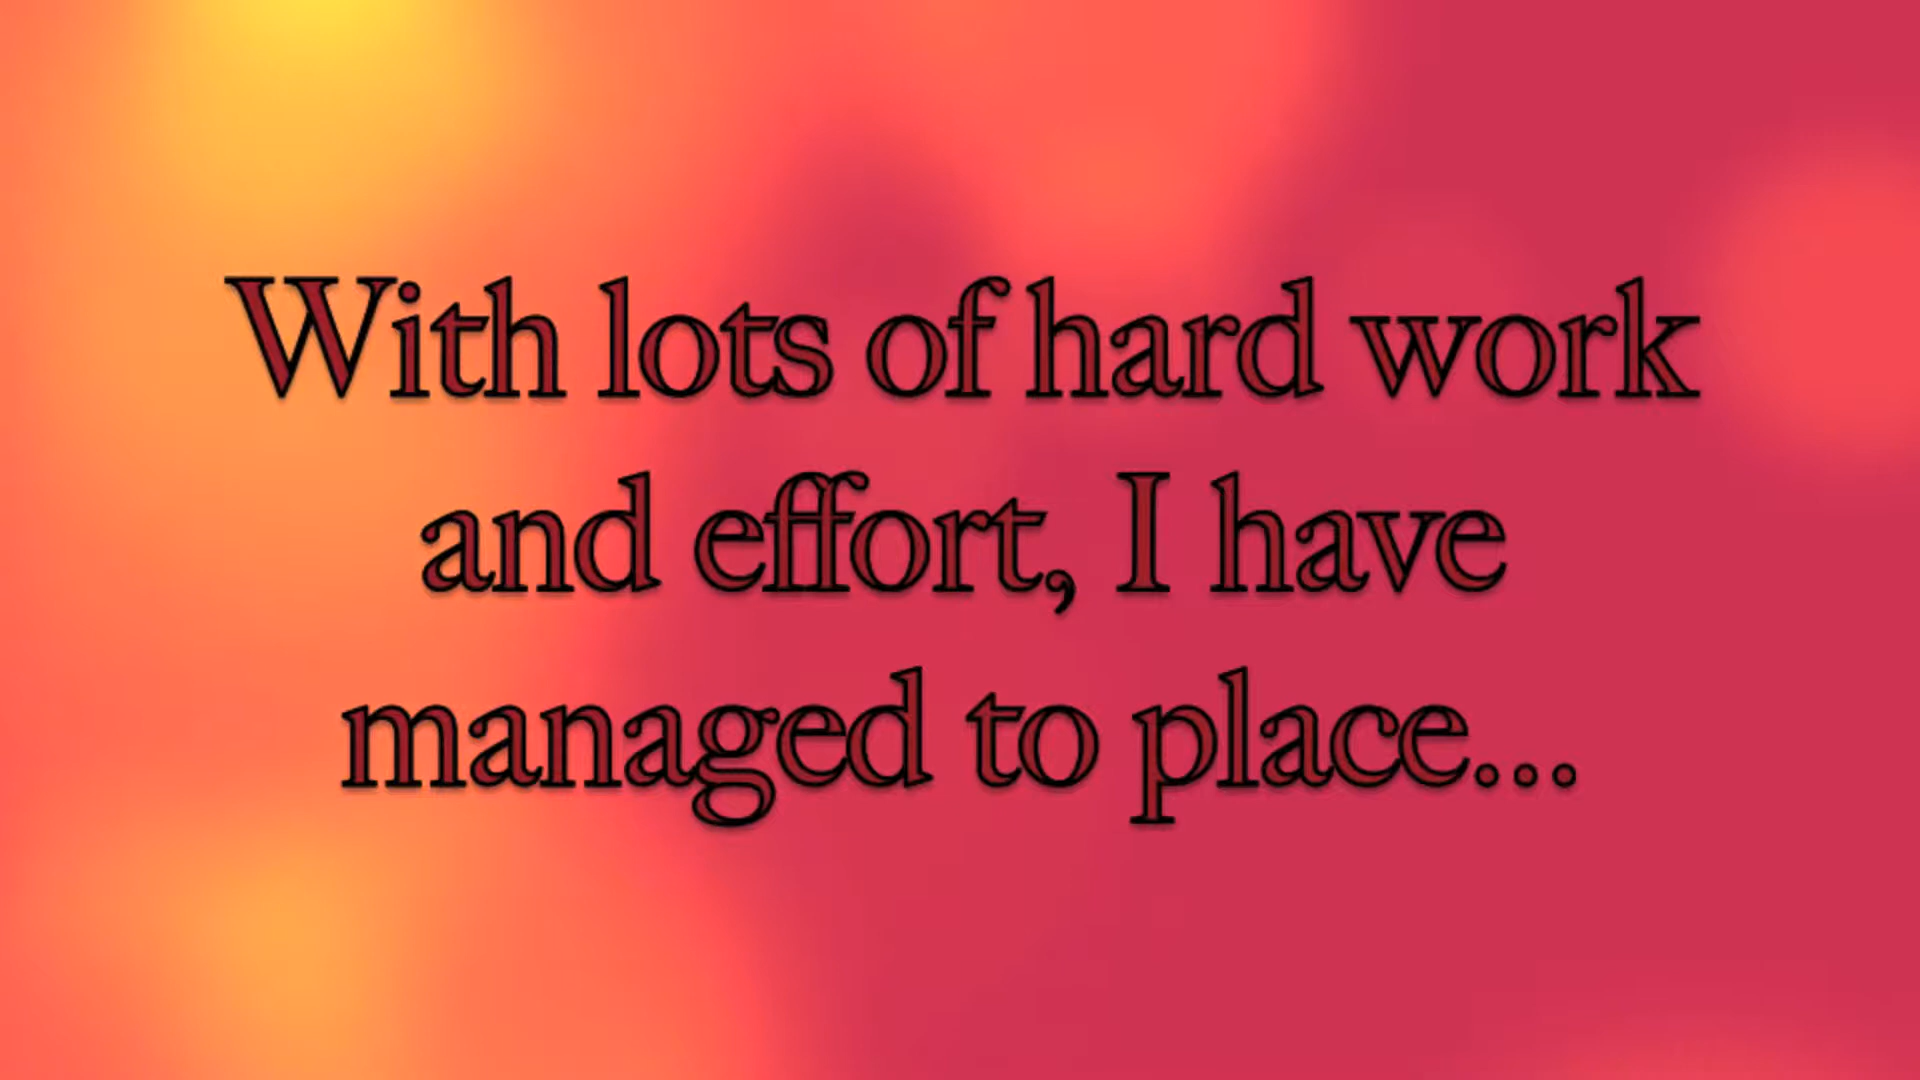 With lots of hard work
and effort, I have
managed to place...